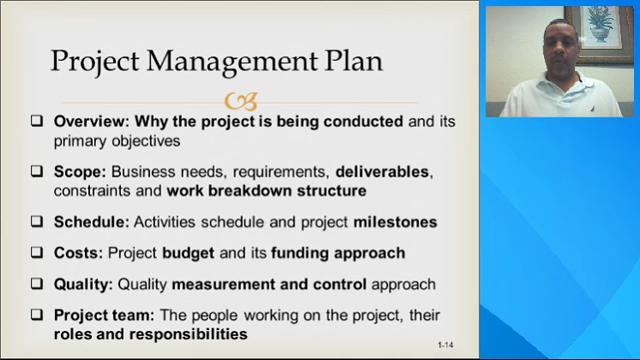 Project Management Plan
Overview: Why the project is being conducted and its
primary objectives
Scope: Business needs, requirements, deliverables,
constraints and work breakdown structure
Schedule: Activities schedule and project milestones
Costs: Project budget and its funding approach
Quality: Quality measurement and control approach
Project team: The people working on the project, their
roles and responsibilities
1-14